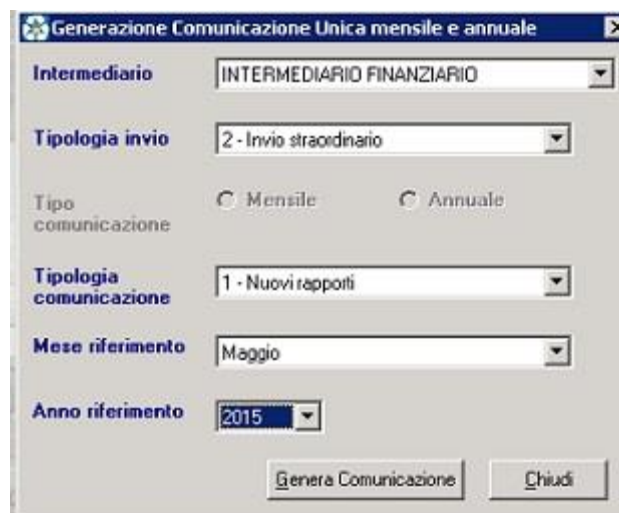 Generazione Comunicazione Unica mensile e annuale
Intermediario INTERMEDIARIO FINANZIARIO
Tipologia invio 2 - Invio straordinario
Tipo comunicazione Mensile Annuale
Tipologia comunicazione 1 - Nuovi rapporti
Mese riferimento Maggio
Anno riferimento 2015
Genera Comunicazione Chiudi